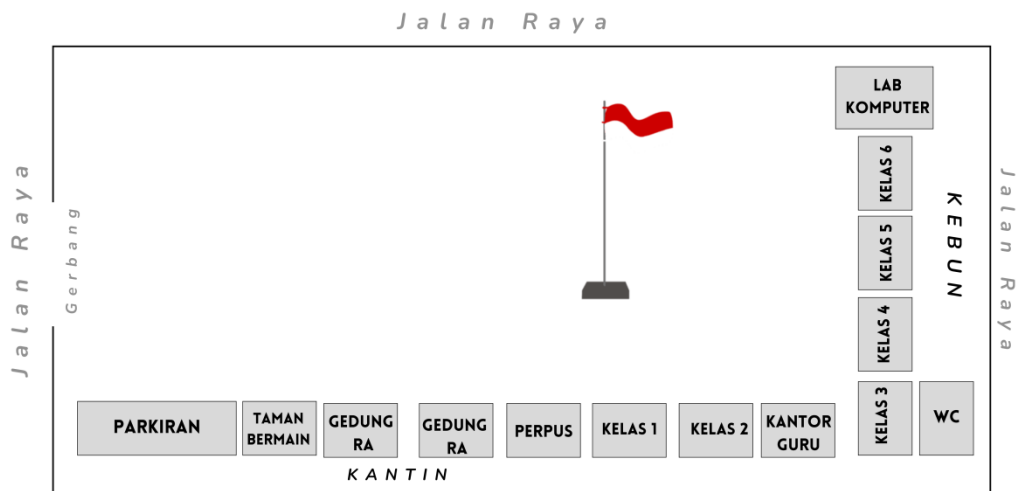 Jalan Raya
LAB
KOMPUTER
KELAS 6
KELAS 5
KELAS 4
KELAS 3
KEBUN
Jalan Raya
Jalan Raya
Gerbang
PARKIRAN
TAMAN
BERMAIN
GEDUNG
RA
GEDUNG
RA
PERPUS
KELAS 1
KELAS 2
KANTOR
GURU
WC
KANTIN